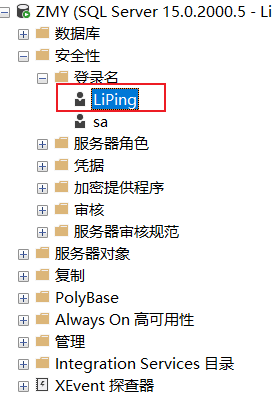 ZMY (SQL Server 15.0.2000.5 - Li
数据库
安全性
登录名
LiPing
sa
服务器角色
凭据
加密提供程序
审核
服务器审核规范
服务器对象
复制
PolyBase
Always On 高可用性
管理
Integration Services 目录
XEvent 探查器